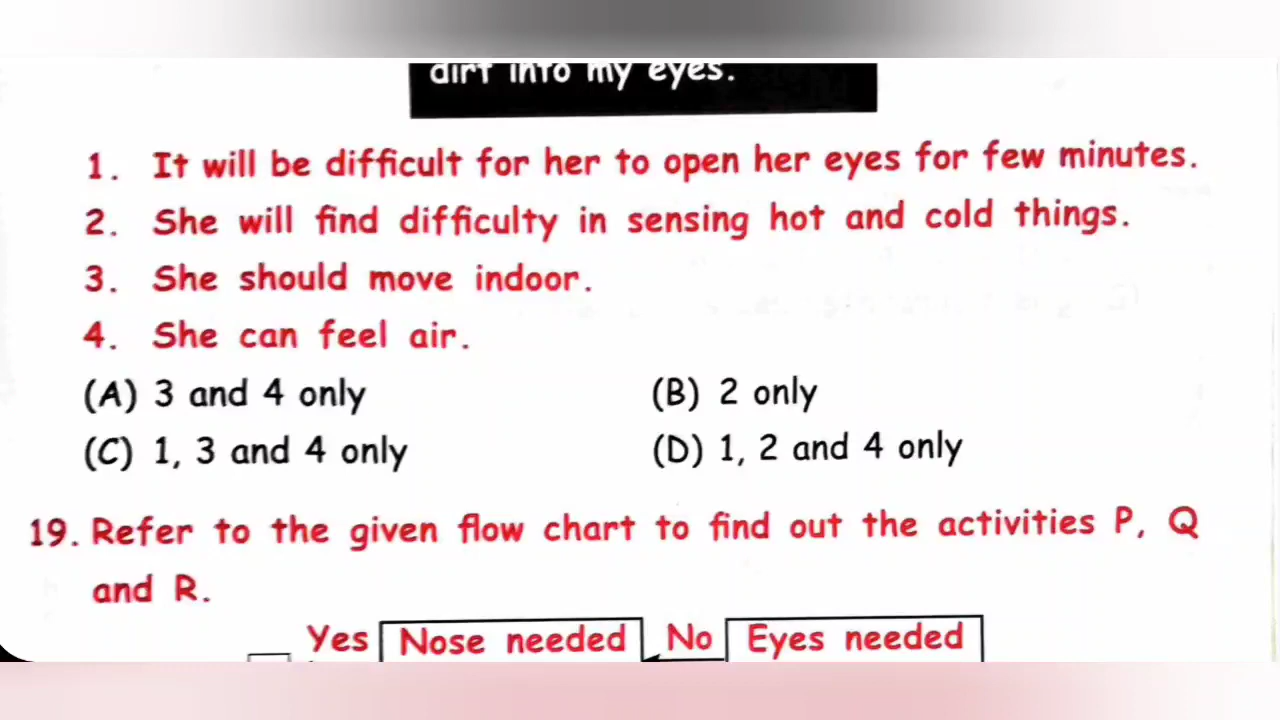 dirt into my eyes.
1. It will be difficult for her to open her eyes for few minutes.
2. She will find difficulty in sensing hot and cold things.
3. She should move indoor.
4. She can feel air.
(A) 3 and 4 only (B) 2 only
(C) 1, 3 and 4 only (D) 1, 2 and 4 only
19. Refer to the given flow chart to find out the activities P, Q
and R.
Yes Nose needed No Eyes needed